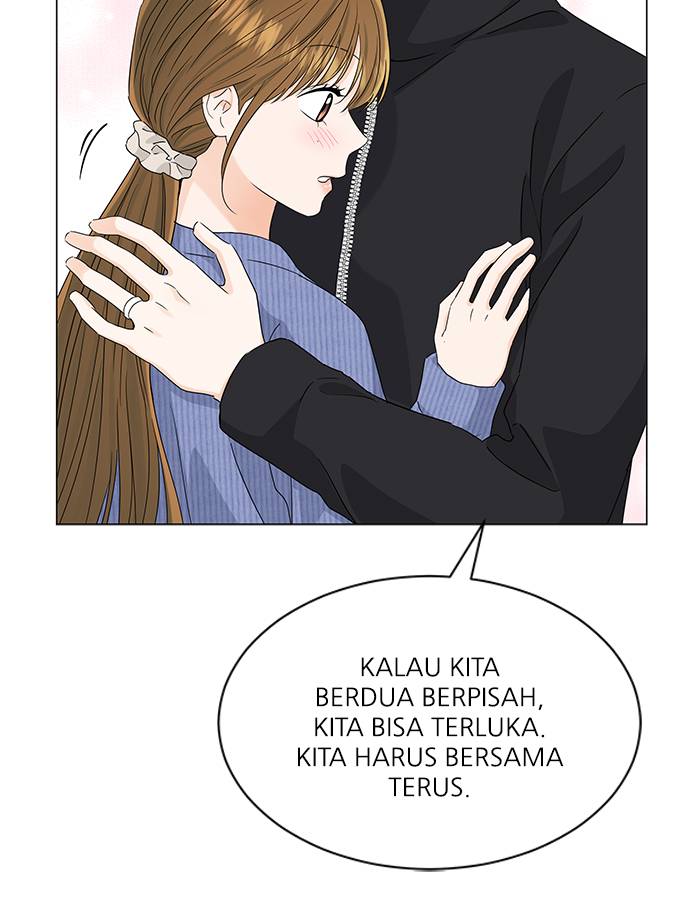 KALAU KITA
BERDUA BERPISAH,
KITA BISA TERLUKA.
KITA HARUS BERSAMA
TERUS.